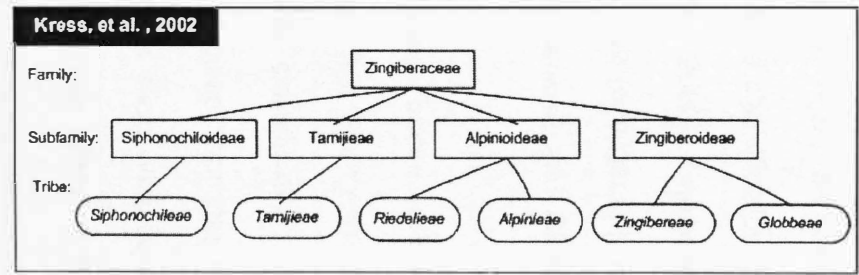 Kress, et al. , 2002
Family:
Zingiberaceae
Subfamily:
Siphonochiloideae
Tamijieae
Alpinioideae
Zingiberoideae
Tribe:
Siphonochileae
Tamijieae
Riedelieae
Alpinieae
Zingibereae
Globbeae